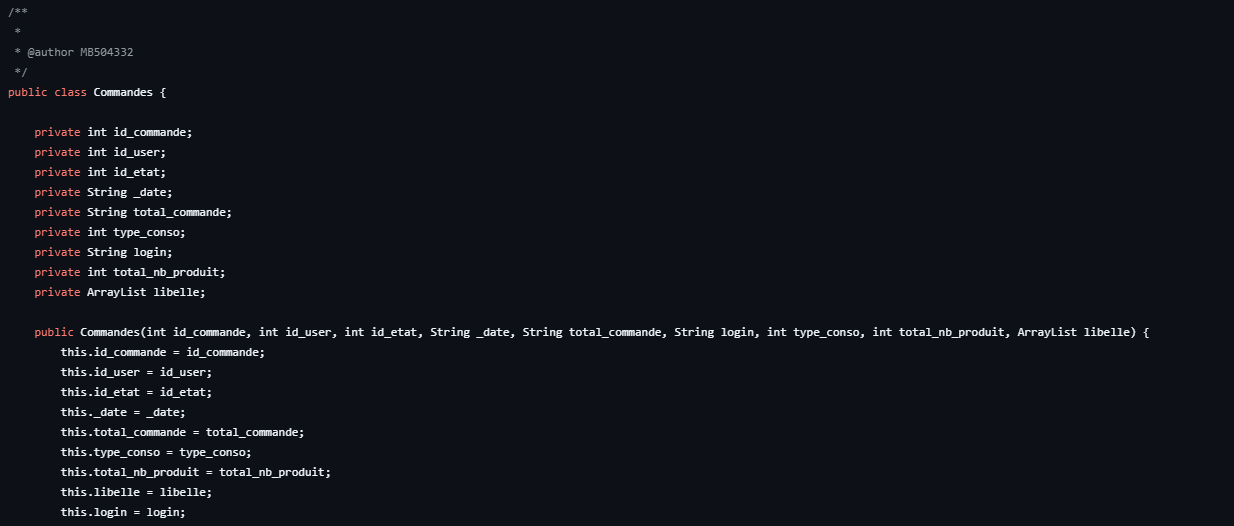 /**
 *
 * @author MB504332
 */
public class Commandes {

    private int id_commande;
    private int id_user;
    private int id_etat;
    private String _date;
    private String total_commande;
    private int type_conso;
    private String login;
    private int total_nb_produit;
    private ArrayList libelle;

    public Commandes(int id_commande, int id_user, int id_etat, String _date, String total_commande, String login, int type_conso, int total_nb_produit, ArrayList libelle) {
        this.id_commande = id_commande;
        this.id_user = id_user;
        this.id_etat = id_etat;
        this._date = _date;
        this.total_commande = total_commande;
        this.type_conso = type_conso;
        this.total_nb_produit = total_nb_produit;
        this.libelle = libelle;
        this.login = login;